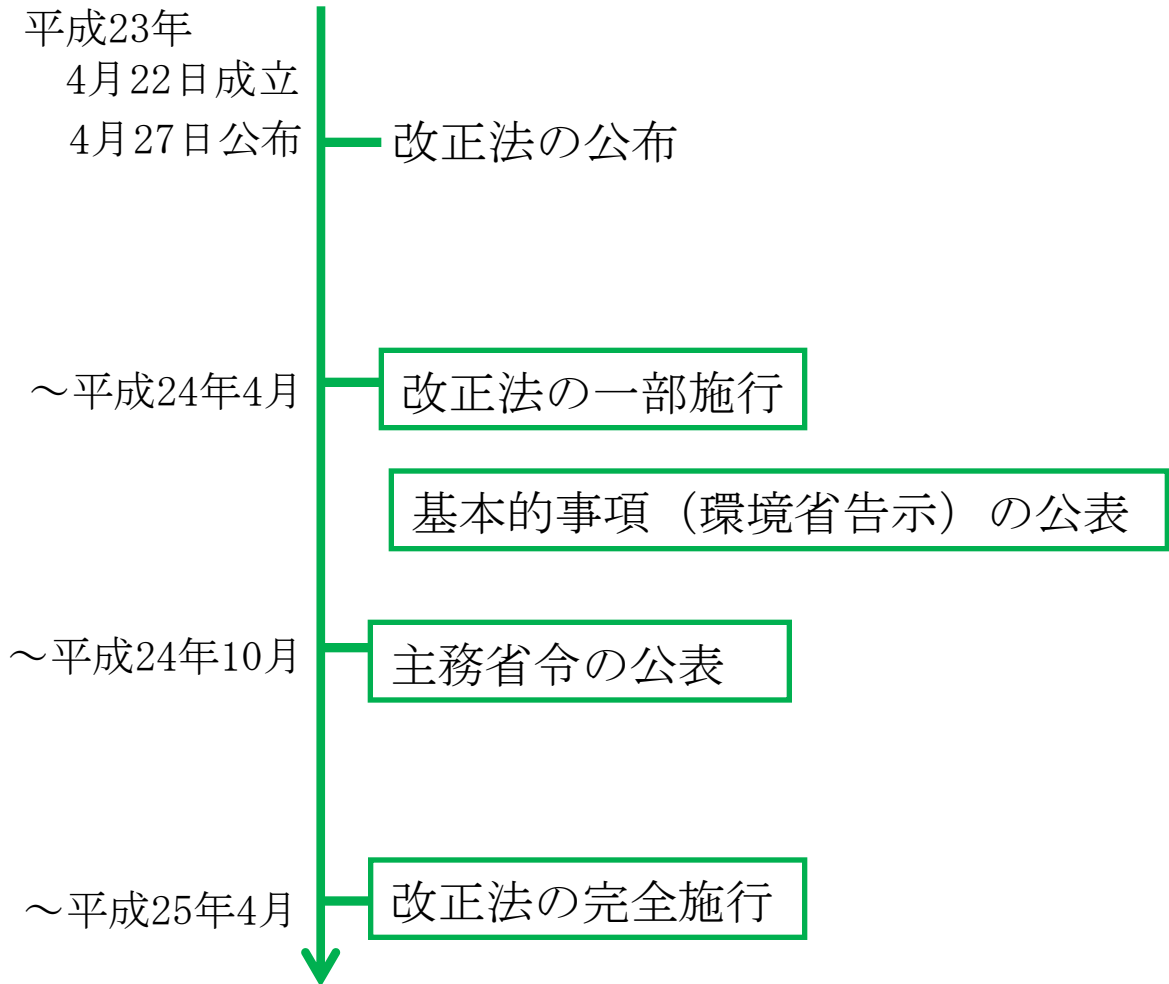 平成23年
4月22日成立
4月27日公布
改正法の公布
～平成24年4月
改正法の一部施行
基本的事項（環境省告示）の公表
～平成24年10月
主務省令の公表
～平成25年4月
改正法の完全施行